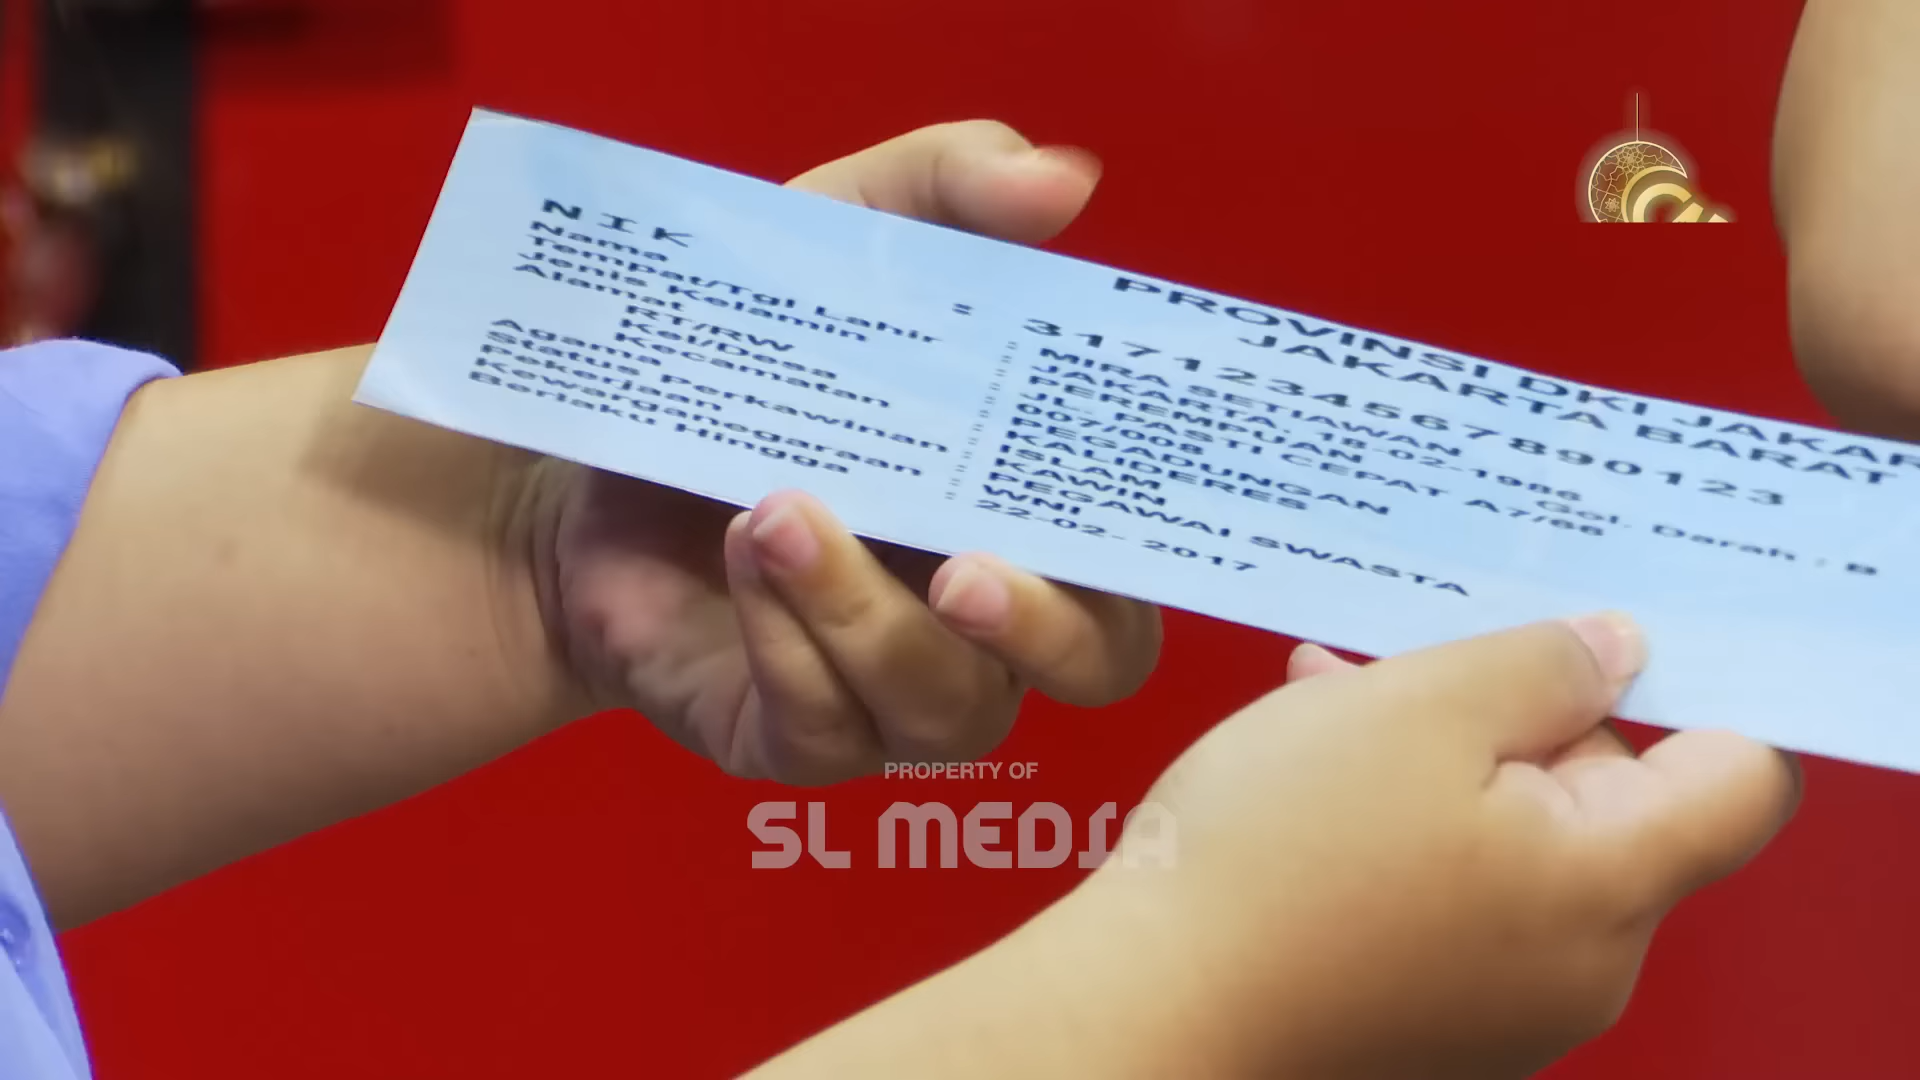 PROVINSI DKI JAKAR
JAKARTA BARAT
NIK : 3171234567890123
Nama : MIRA SETIAWAN
Tempat/Tgl Lahir : JAKARTA, 18-02-1986
Jenis Kelamin : PEREMPUAN Gol. Darah : B
Alamat : JL. PASTI CEPAT A7/66
RT/RW : 007/008
Kel/Desa : PEGADUNGAN
Kecamatan : KALIDERES
Agama : ISLAM
Status Perkawinan : KAWIN
Pekerjaan : PEGAWAI SWASTA
Kewarganegaraan : WNI
Berlaku Hingga : 22-02- 2017
PROPERTY OF
SL MEDIA